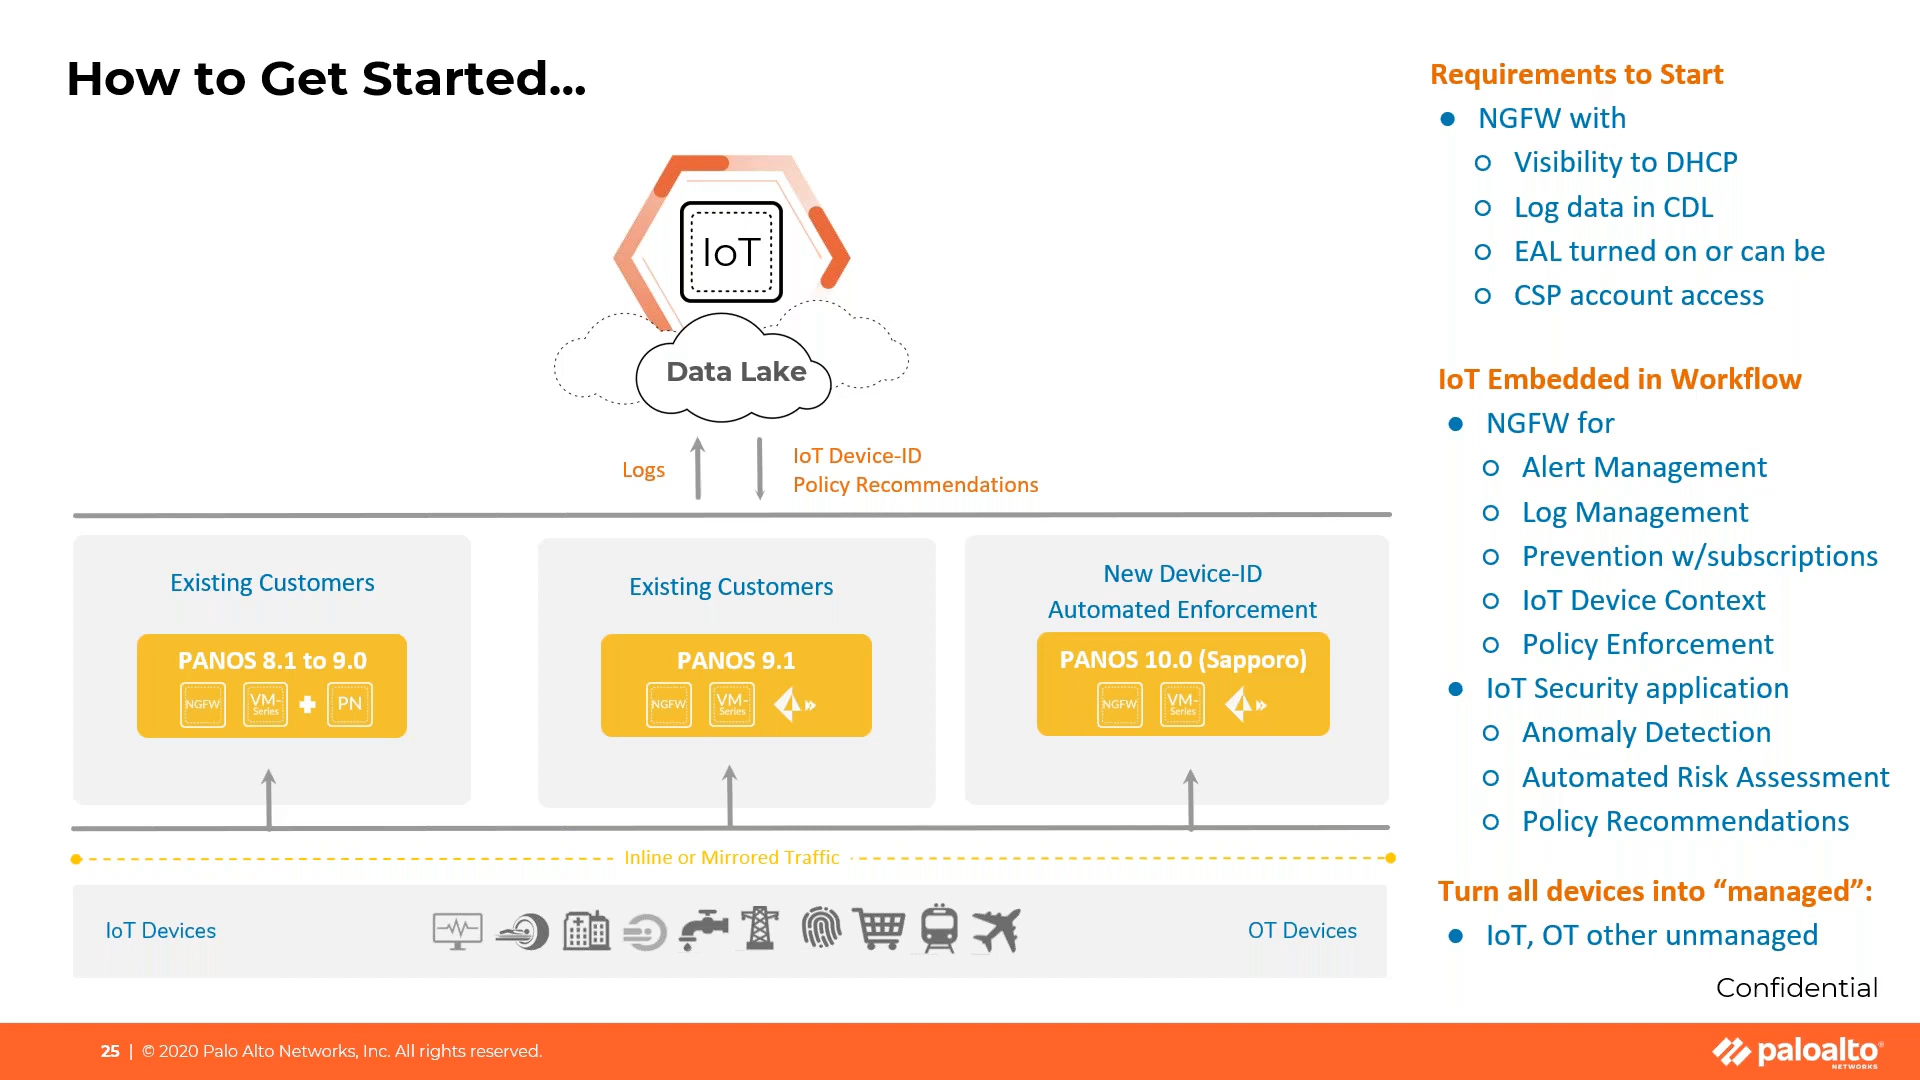 How to Get Started...
IoT
Data Lake
Logs
IoT Device-ID
Policy Recommendations
Existing Customers
PANOS 8.1 to 9.0
NGFW
VM-
Series
PN
Existing Customers
PANOS 9.1
NGFW
VM-
Series
New Device-ID
Automated Enforcement
PANOS 10.0 (Sapporo)
NGFW
VM-
Series
Inline or Mirrored Traffic
IoT Devices
OT Devices
Requirements to Start
NGFW with
Visibility to DHCP
Log data in CDL
EAL turned on or can be
CSP account access
IoT Embedded in Workflow
NGFW for
Alert Management
Log Management
Prevention w/subscriptions
IoT Device Context
Policy Enforcement
IoT Security application
Anomaly Detection
Automated Risk Assessment
Policy Recommendations
Turn all devices into “managed”:
IoT, OT other unmanaged
Confidential
25 | © 2020 Palo Alto Networks, Inc. All rights reserved.
paloalto®
NETWORKS